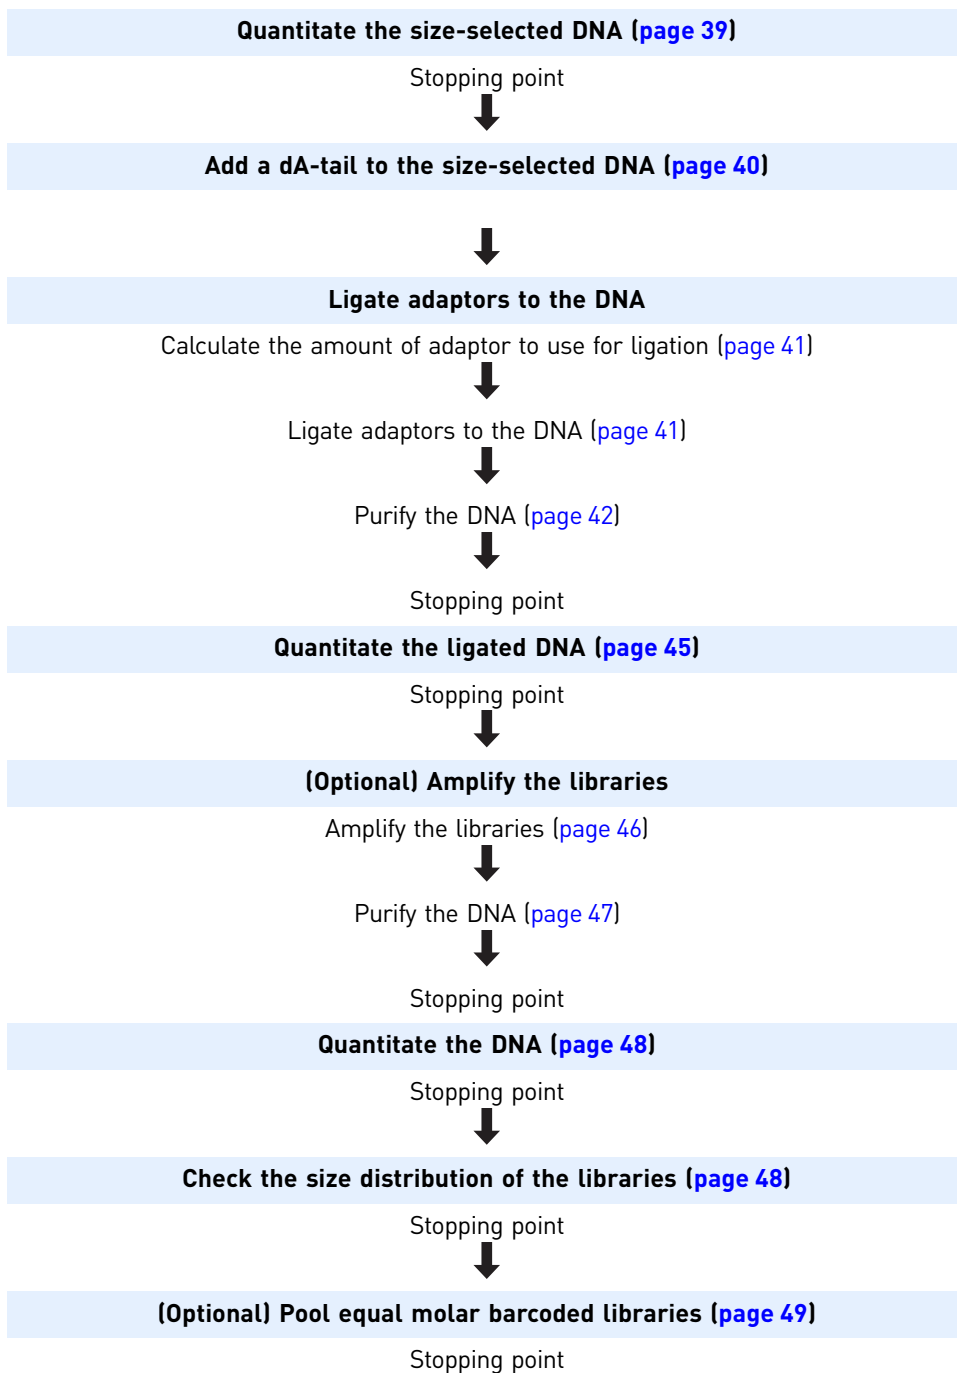 Quantitate the size-selected DNA (page 39)
Stopping point
Add a dA-tail to the size-selected DNA (page 40)
Ligate adaptors to the DNA
Calculate the amount of adaptor to use for ligation (page 41)
Ligate adaptors to the DNA (page 41)
Purify the DNA (page 42)
Stopping point
Quantitate the ligated DNA (page 45)
Stopping point
(Optional) Amplify the libraries
Amplify the libraries (page 46)
Purify the DNA (page 47)
Stopping point
Quantitate the DNA (page 48)
Stopping point
Check the size distribution of the libraries (page 48)
Stopping point
(Optional) Pool equal molar barcoded libraries (page 49)
Stopping point